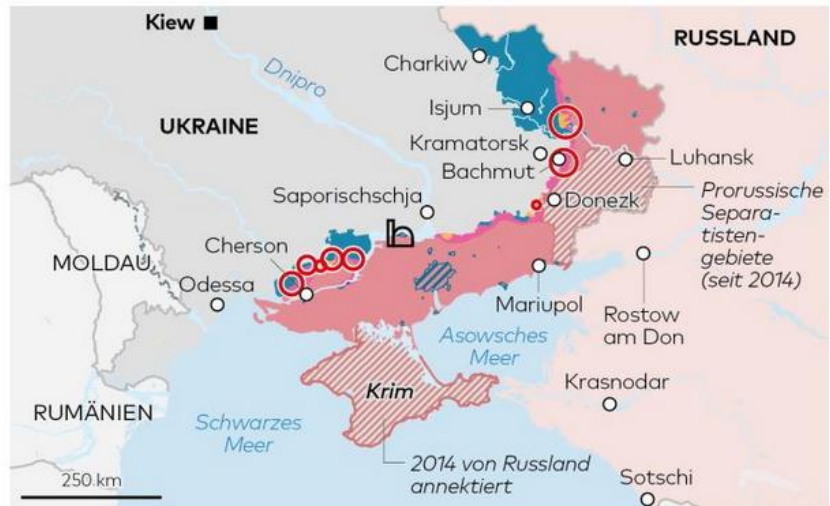 Kiew
RUSSLAND
Charkiw
Dnipro
Isjum
UKRAINE
Kramatorsk
Bachmut
Luhansk
Saporischschja
Donezk
Prorussische
Separa-
tisten-
gebiete
(seit 2014)
Cherson
MOLDAU
Odessa
Mariupol
Rostow
am Don
Asowsches
Meer
Krim
Krasnodar
RUMÄNIEN
Schwarzes
Meer
2014 von Russland
annektiert
250 km
Sotschi